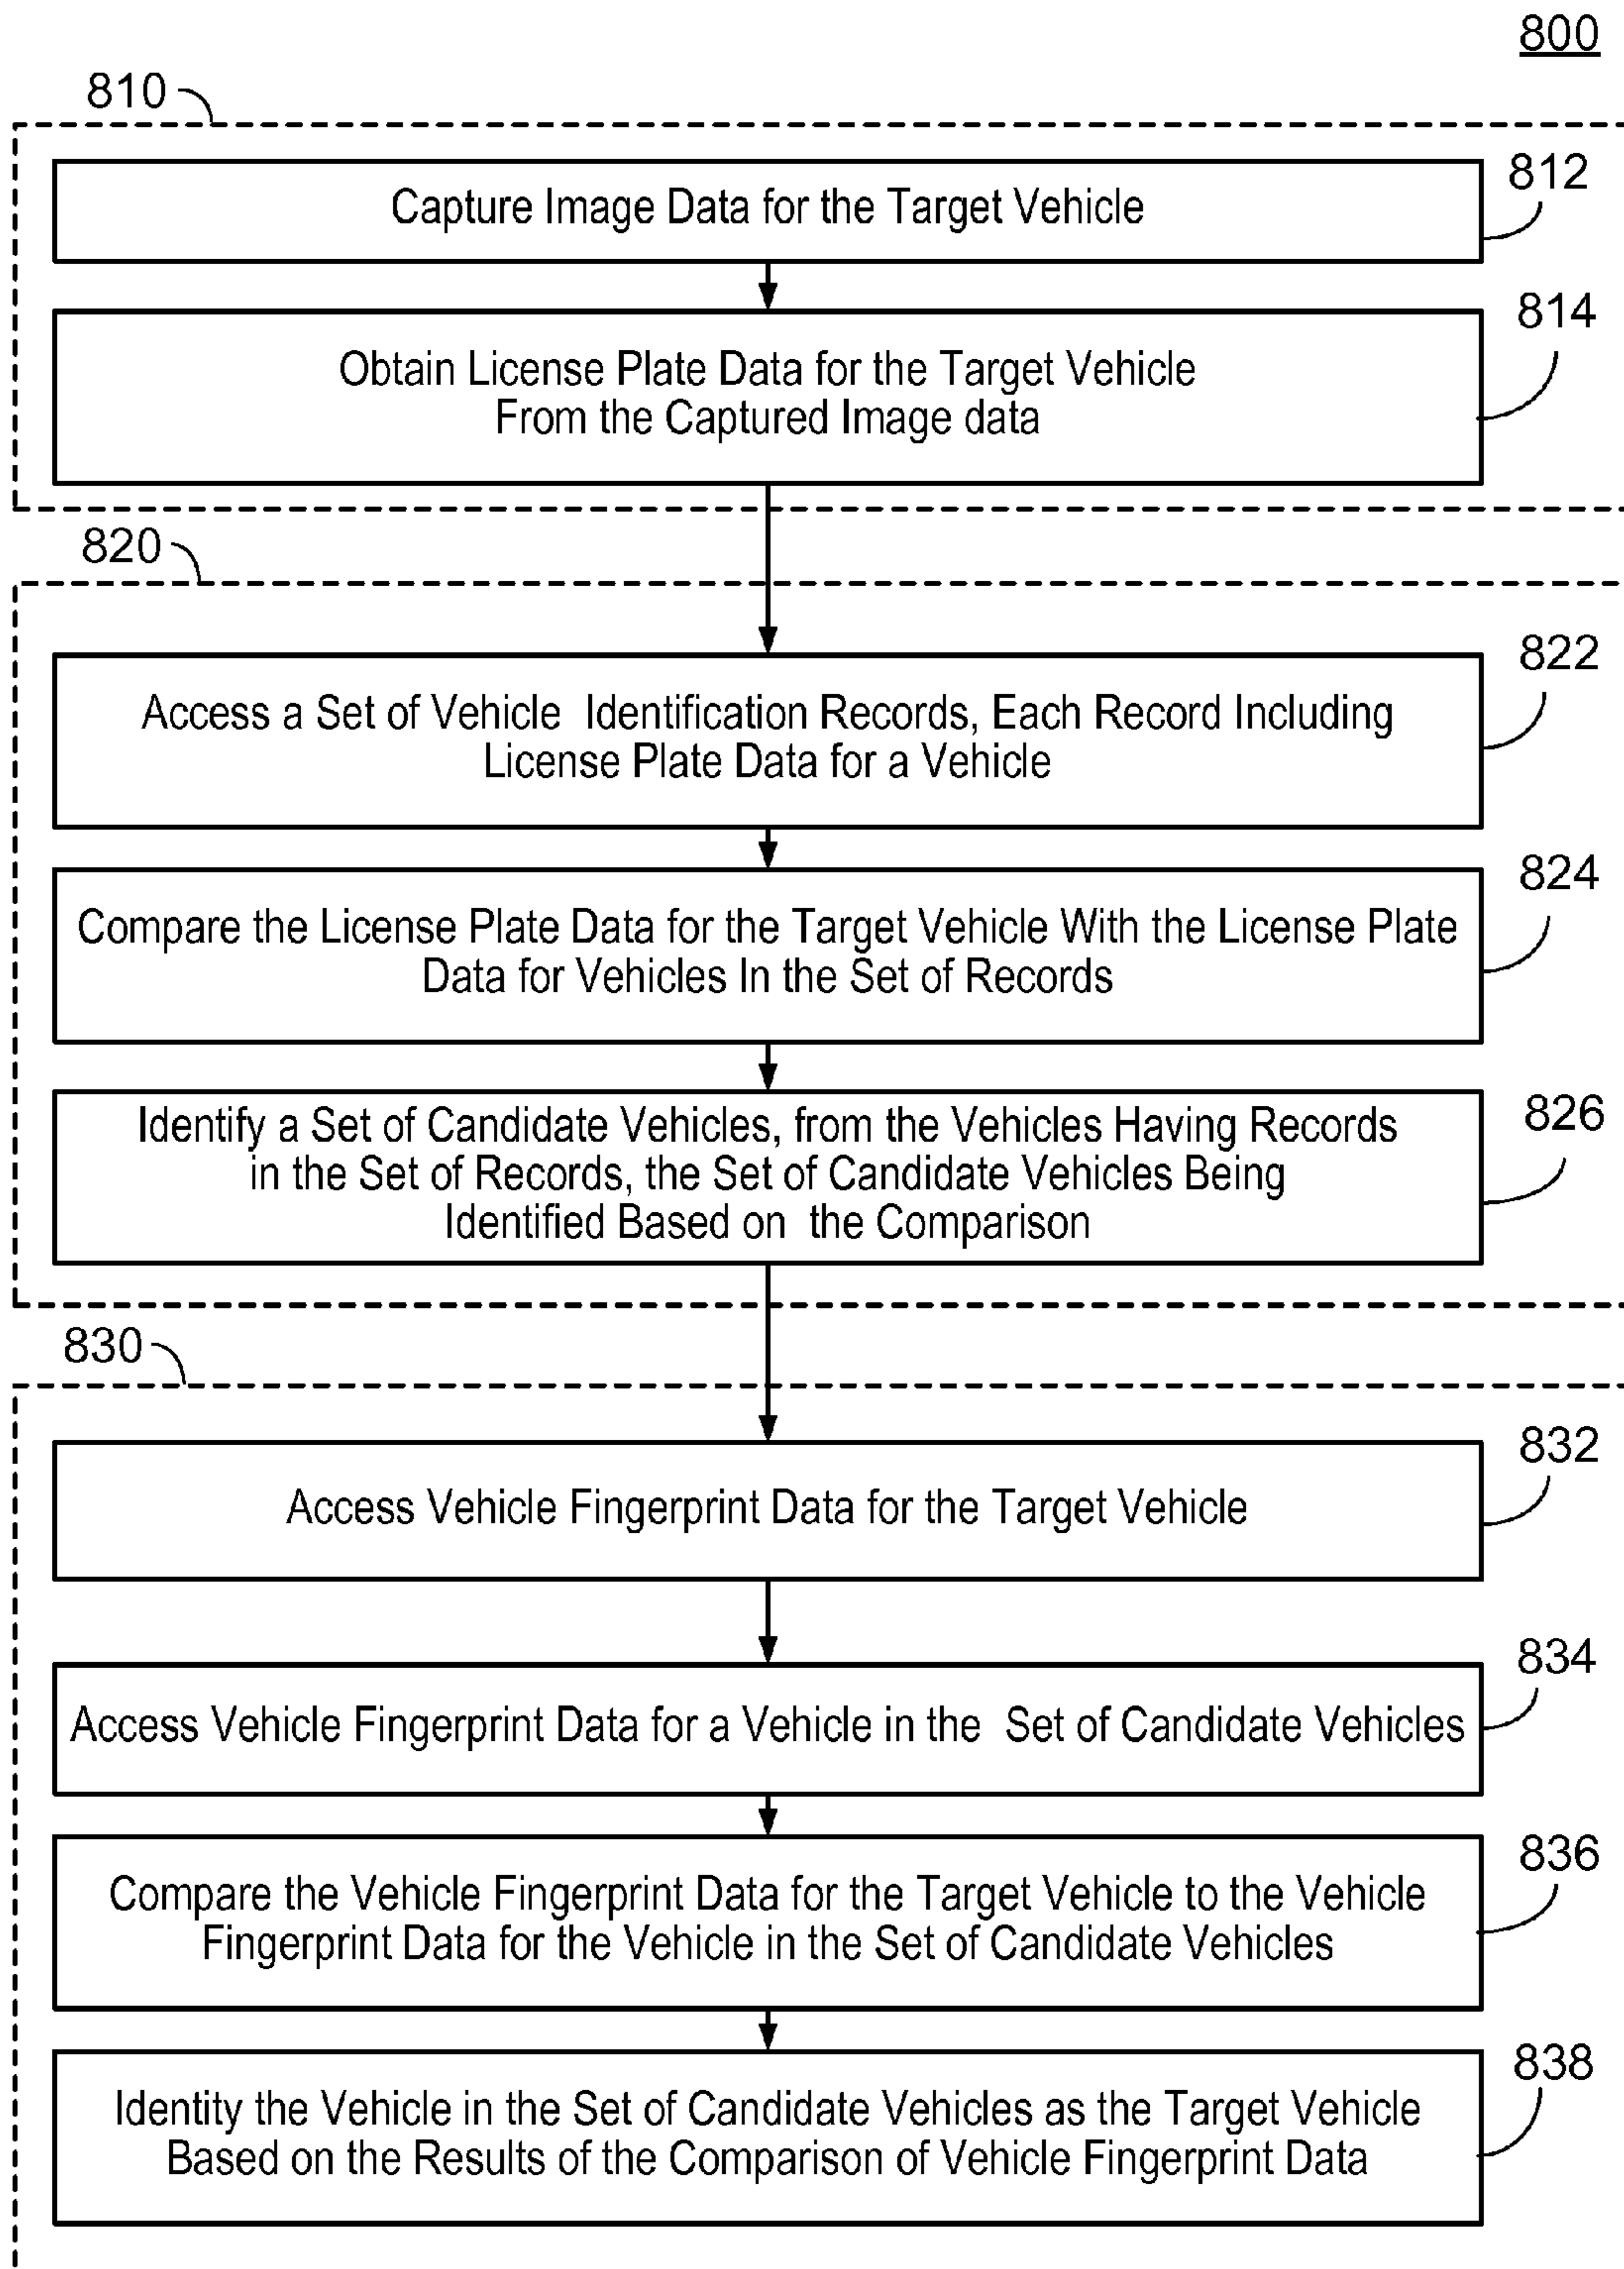 800
810
Capture Image Data for the Target Vehicle
812
Obtain License Plate Data for the Target Vehicle
From the Captured Image data
814
820
Access a Set of Vehicle Identification Records, Each Record Including
License Plate Data for a Vehicle
822
Compare the License Plate Data for the Target Vehicle With the License Plate
Data for Vehicles In the Set of Records
824
Identify a Set of Candidate Vehicles, from the Vehicles Having Records
in the Set of Records, the Set of Candidate Vehicles Being
Identified Based on the Comparison
826
830
Access Vehicle Fingerprint Data for the Target Vehicle
832
Access Vehicle Fingerprint Data for a Vehicle in the Set of Candidate Vehicles
834
Compare the Vehicle Fingerprint Data for the Target Vehicle to the Vehicle
Fingerprint Data for the Vehicle in the Set of Candidate Vehicles
836
Identity the Vehicle in the Set of Candidate Vehicles as the Target Vehicle
Based on the Results of the Comparison of Vehicle Fingerprint Data
838